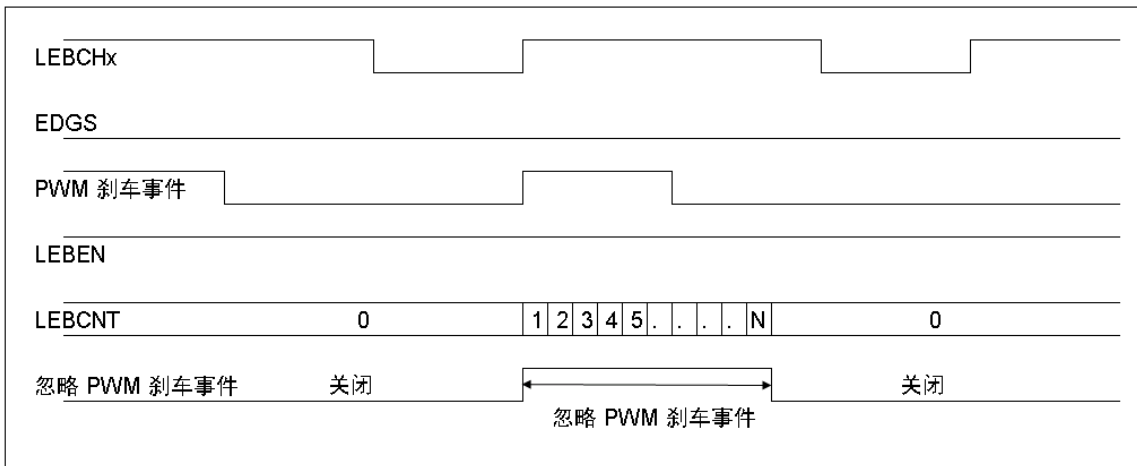 LEBCHx
EDGS
PWM 刹车事件
LEBEN
LEBCNT 0 1 2 3 4 5 . . . . N 0
忽略 PWM 刹车事件 关闭 关闭
忽略 PWM 刹车事件